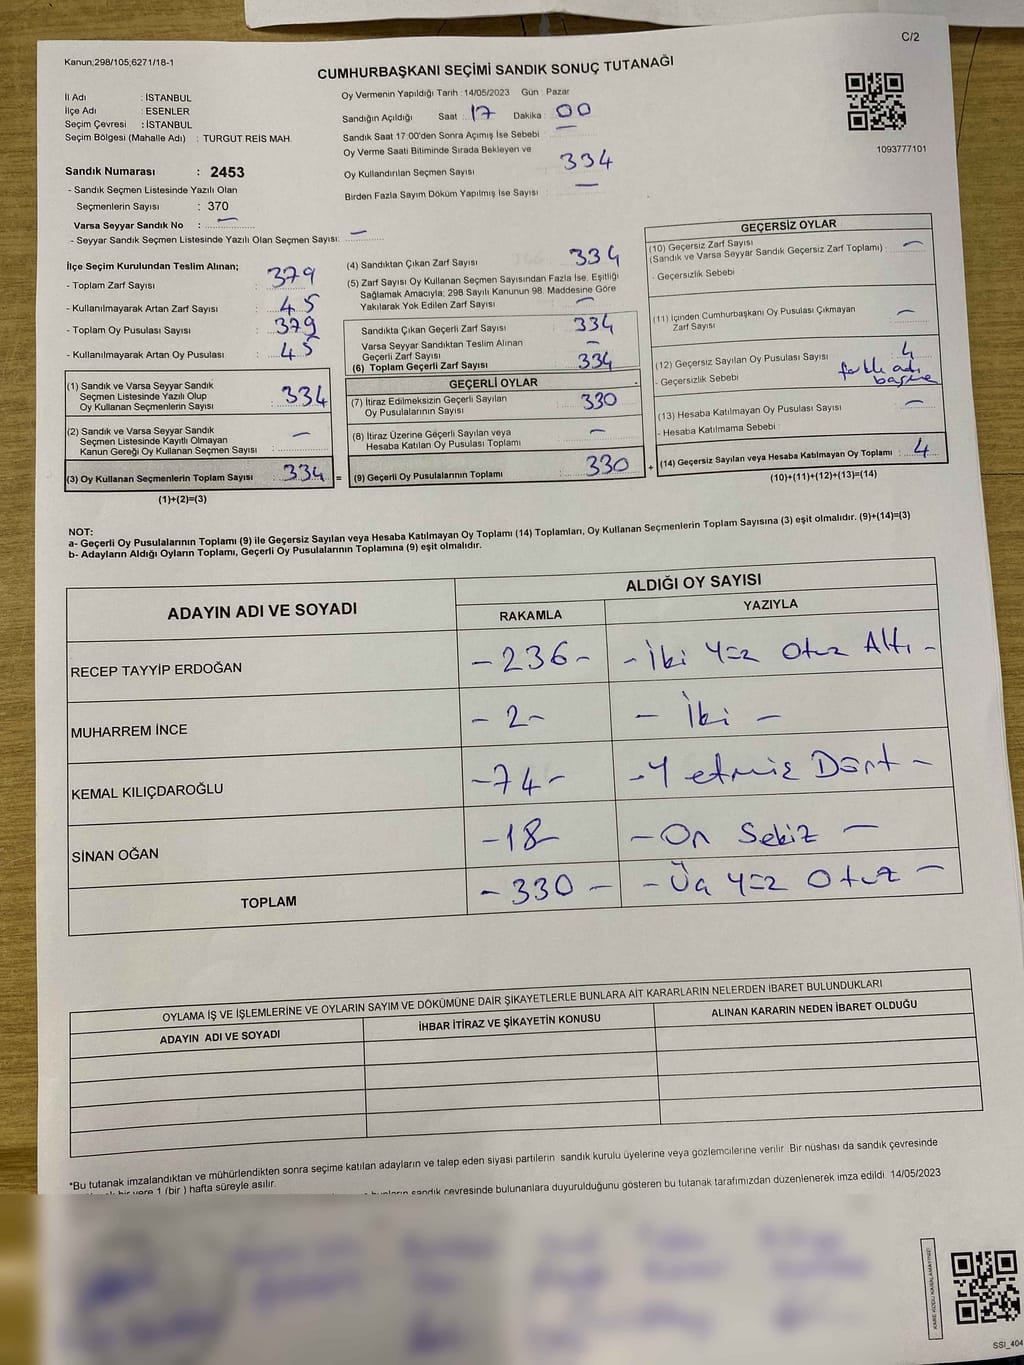 C/2
Kanun;298/105;6271/18-1
CUMHURBAŞKANI SEÇİMİ SANDIK SONUÇ TUTANAĞI
İl Adı : İSTANBUL
İlçe Adı : ESENLER
Seçim Çevresi : İSTANBUL
Seçim Bölgesi (Mahalle Adı) : TURGUT REİS MAH.
Oy Vermenin Yapıldığı Tarih : 14/05/2023 Gün : Pazar
Sandığın Açıldığı Saat : 17 Dakika : 00
Sandık Saat 17:00'den Sonra Açımış İse Sebebi : —
Oy Verme Saati Bitiminde Sırada Bekleyen ve
Oy Kullandırılan Seçmen Sayısı : 334
Birden Fazla Sayım Döküm Yapılmış İse Sayısı : —
1093777101
Sandık Numarası : 2453
- Sandık Seçmen Listesinde Yazılı Olan
Seçmenlerin Sayısı : 370
Varsa Seyyar Sandık No : —
- Seyyar Sandık Seçmen Listesinde Yazılı Olan Seçmen Sayısı: —
İlçe Seçim Kurulundan Teslim Alınan;
- Toplam Zarf Sayısı : 379
- Kullanılmayarak Artan Zarf Sayısı : 45
- Toplam Oy Pusulası Sayısı : 379
- Kullanılmayarak Artan Oy Pusulası : 45
(1) Sandık ve Varsa Seyyar Sandık
Seçmen Listesinde Yazılı Olup
Oy Kullanan Seçmenlerin Sayısı : 334
(2) Sandık ve Varsa Seyyar Sandık
Seçmen Listesinde Kayıtlı Olmayan
Kanun Gereği Oy Kullanan Seçmen Sayısı : —
(3) Oy Kullanan Seçmenlerin Toplam Sayısı : 334 =
(1)+(2)=(3)
(4) Sandıktan Çıkan Zarf Sayısı : 334
(5) Zarf Sayısı Oy Kullanan Seçmen Sayısından Fazla İse, Eşitliği
Sağlamak Amacıyla; 298 Sayılı Kanunun 98. Maddesine Göre
Yakılarak Yok Edilen Zarf Sayısı : —
Sandıkta Çıkan Geçerli Zarf Sayısı : 334
Varsa Seyyar Sandıktan Teslim Alınan
Geçerli Zarf Sayısı : —
(6) Toplam Geçerli Zarf Sayısı : 334
GEÇERLİ OYLAR
(7) İtiraz Edilmeksizin Geçerli Sayılan
Oy Pusulalarının Sayısı : 330
(8) İtiraz Üzerine Geçerli Sayılan veya
Hesaba Katılan Oy Pusulası Toplamı : —
(9) Geçerli Oy Pusulalarının Toplamı : 330 +
GEÇERSİZ OYLAR
(10) Geçersiz Zarf Sayısı
(Sandık ve Varsa Seyyar Sandık Geçersiz Zarf Toplamı) : —
- Geçersizlik Sebebi
(11) İçinden Cumhurbaşkanı Oy Pusulası Çıkmayan
Zarf Sayısı : —
(12) Geçersiz Sayılan Oy Pusulası Sayısı : 4
- Geçersizlik Sebebi
(13) Hesaba Katılmayan Oy Pusulası Sayısı : —
- Hesaba Katılmama Sebebi :
(14) Geçersiz Sayılan veya Hesaba Katılmayan Oy Toplamı : 4
(10)+(11)+(12)+(13)=(14)
NOT:
a- Geçerli Oy Pusulalarının Toplamı (9) ile Geçersiz Sayılan veya Hesaba Katılmayan Oy Toplamı (14) Toplamları, Oy Kullanan Seçmenlerin Toplam Sayısına (3) eşit olmalıdır. (9)+(14)=(3)
b- Adayların Aldığı Oyların Toplamı, Geçerli Oy Pusulalarının Toplamına (9) eşit olmalıdır.
ADAYIN ADI VE SOYADI
ALDIĞI OY SAYISI
RAKAMLA YAZIYLA
RECEP TAYYİP ERDOĞAN - 236 - - İki Yüz Otuz Altı -
MUHARREM İNCE - 2 - - İki -
KEMAL KILIÇDAROĞLU - 74 - - Yetmiş Dört -
SİNAN OĞAN - 18 - - On Sekiz -
TOPLAM - 330 - - Üç Yüz Otuz -
OYLAMA İŞ VE İŞLEMLERİNE VE OYLARIN SAYIM VE DÖKÜMÜNE DAİR ŞİKAYETLERLE BUNLARA AİT KARARLARIN NELERDEN İBARET BULUNDUKLARI
ADAYIN ADI VE SOYADI İHBAR İTİRAZ VE ŞİKAYETİN KONUSU ALINAN KARARIN NEDEN İBARET OLDUĞU
*Bu tutanak imzalandıktan ve mühürlendikten sonra seçime katılan adayların ve talep eden siyasi partilerin sandık kurulu üyelerine veya gözlemcilerine verilir. Bir nüshası da sandık çevresinde
bir yere 1 (bir ) hafta süreyle asılır.
sandık çevresinde bulunanlara duyurulduğunu gösteren bu tutanak tarafımızdan düzenlenerek imza edildi. 14/05/2023
SSI_404